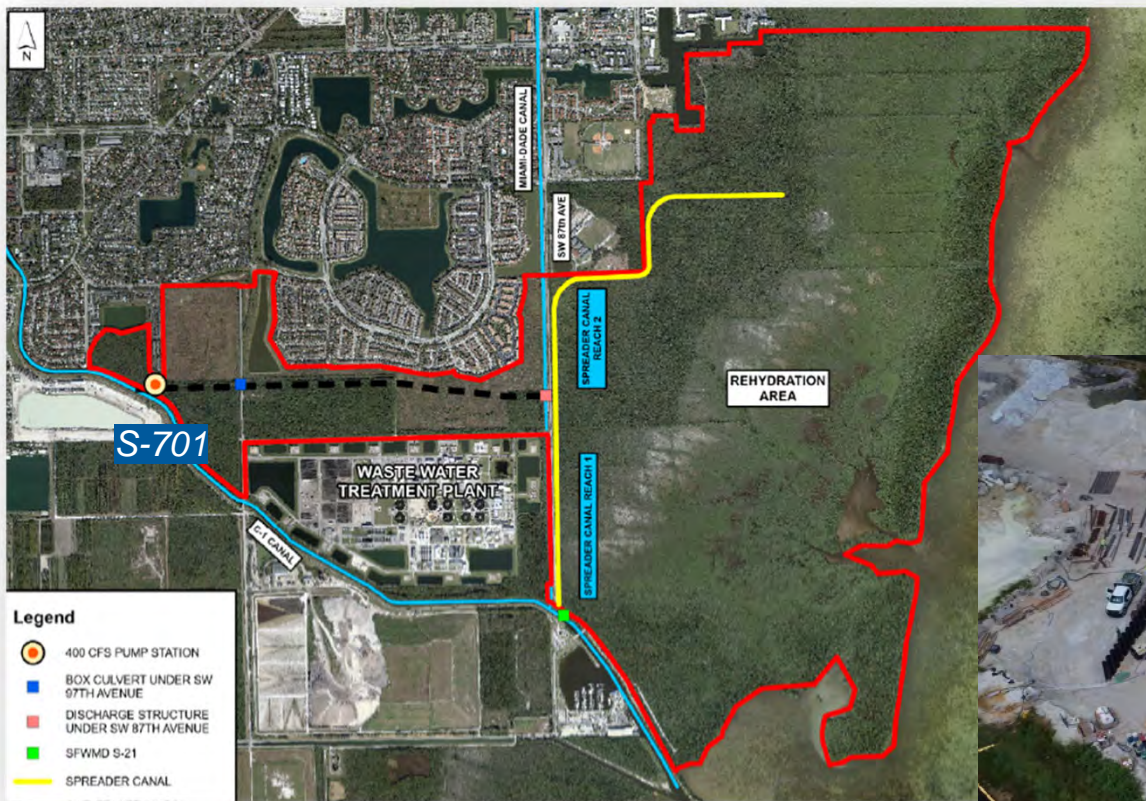 N
MIAMI-DADE CANAL
SW 87th AVE
SPREADER CANAL
REACH 2
REHYDRATION
AREA
S-701
WASTE WATER
TREATMENT PLANT
SPREADER CANAL REACH 1
C-1 CANAL
Legend
400 CFS PUMP STATION
BOX CULVERT UNDER SW
97TH AVENUE
DISCHARGE STRUCTURE
UNDER SW 87TH AVENUE
SFWMD S-21
SPREADER CANAL